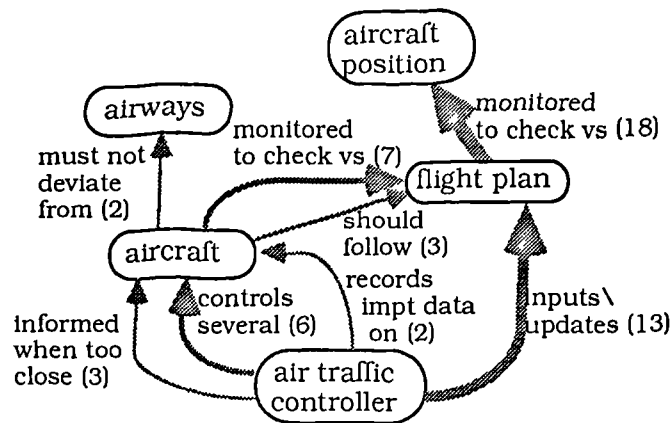 aircraft
position
airways
monitored
to check vs (18)
monitored
to check vs (7)
must not
deviate
from (2)
flight plan
should
follow (3)
aircraft
records
impt data
on (2)
controls
several (6)
inputs\
updates (13)
informed
when too
close (3)
air traffic
controller